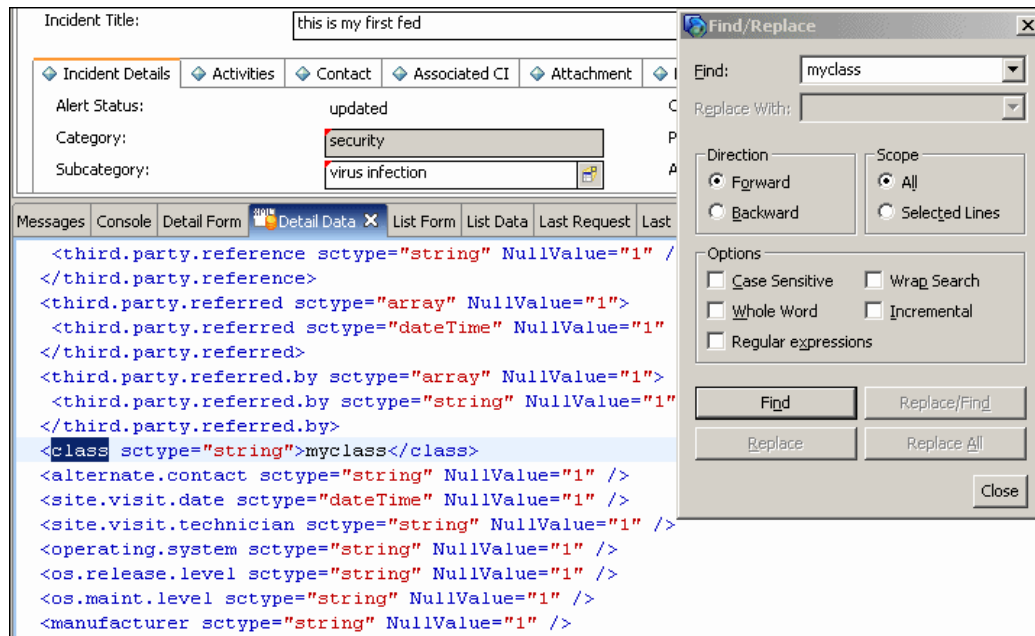 Incident Title: this is my first fed
Incident Details Activities Contact Associated CI Attachment
Alert Status: updated
Category: security
Subcategory: virus infection
Messages Console Detail Form Detail Data List Form List Data Last Request Last
<third.party.reference sctype="string" NullValue="1" /
</third.party.reference>
<third.party.referred sctype="array" NullValue="1">
<third.party.referred sctype="dateTime" NullValue="1"
</third.party.referred>
<third.party.referred.by sctype="array" NullValue="1">
<third.party.referred.by sctype="string" NullValue="1"
</third.party.referred.by>
<class sctype="string">myclass</class>
<alternate.contact sctype="string" NullValue="1" />
<site.visit.date sctype="dateTime" NullValue="1" />
<site.visit.technician sctype="string" NullValue="1" />
<operating.system sctype="string" NullValue="1" />
<os.release.level sctype="string" NullValue="1" />
<os.maint.level sctype="string" NullValue="1" />
<manufacturer sctype="string" NullValue="1" />
Find/Replace
Find: myclass
Replace With:
Direction Scope
Forward All
Backward Selected Lines
Options
Case Sensitive Wrap Search
Whole Word Incremental
Regular expressions
Find Replace/Find
Replace Replace All
Close